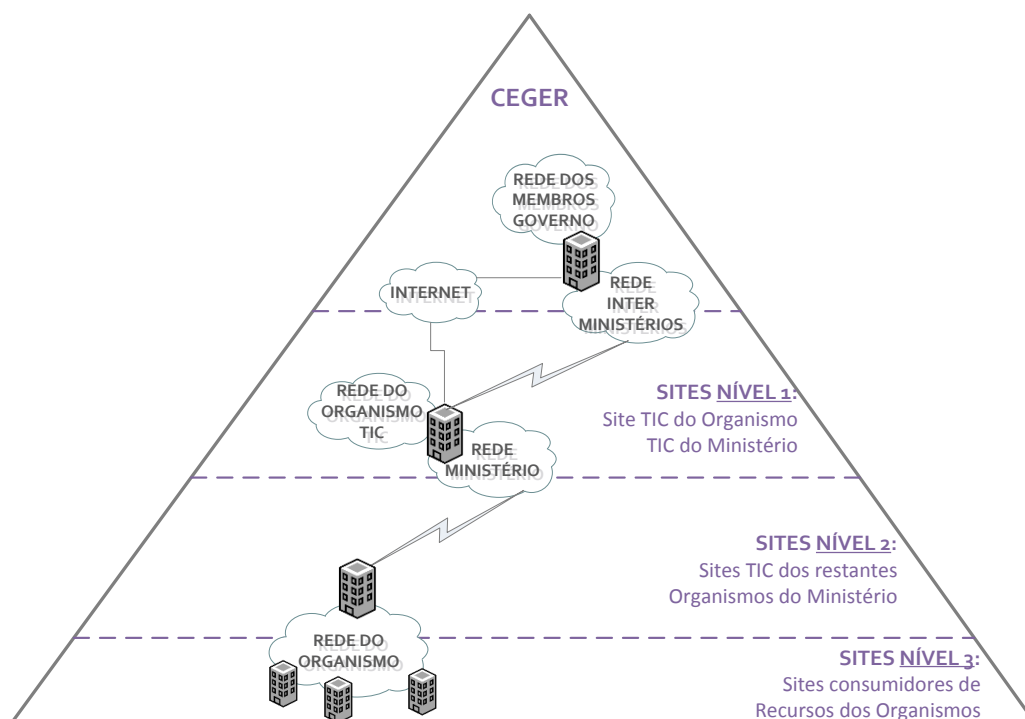 CEGER
REDE DOS
MEMBROS
GOVERNO
INTERNET
REDE
INTER
MINISTÉRIOS
REDE DO
ORGANISMO
TIC
REDE
MINISTÉRIO
SITES NÍVEL 1:
Site TIC do Organismo
TIC do Ministério
SITES NÍVEL 2:
Sites TIC dos restantes
Organismos do Ministério
REDE DO
ORGANISMO
SITES NÍVEL 3:
Sites consumidores de
Recursos dos Organismos